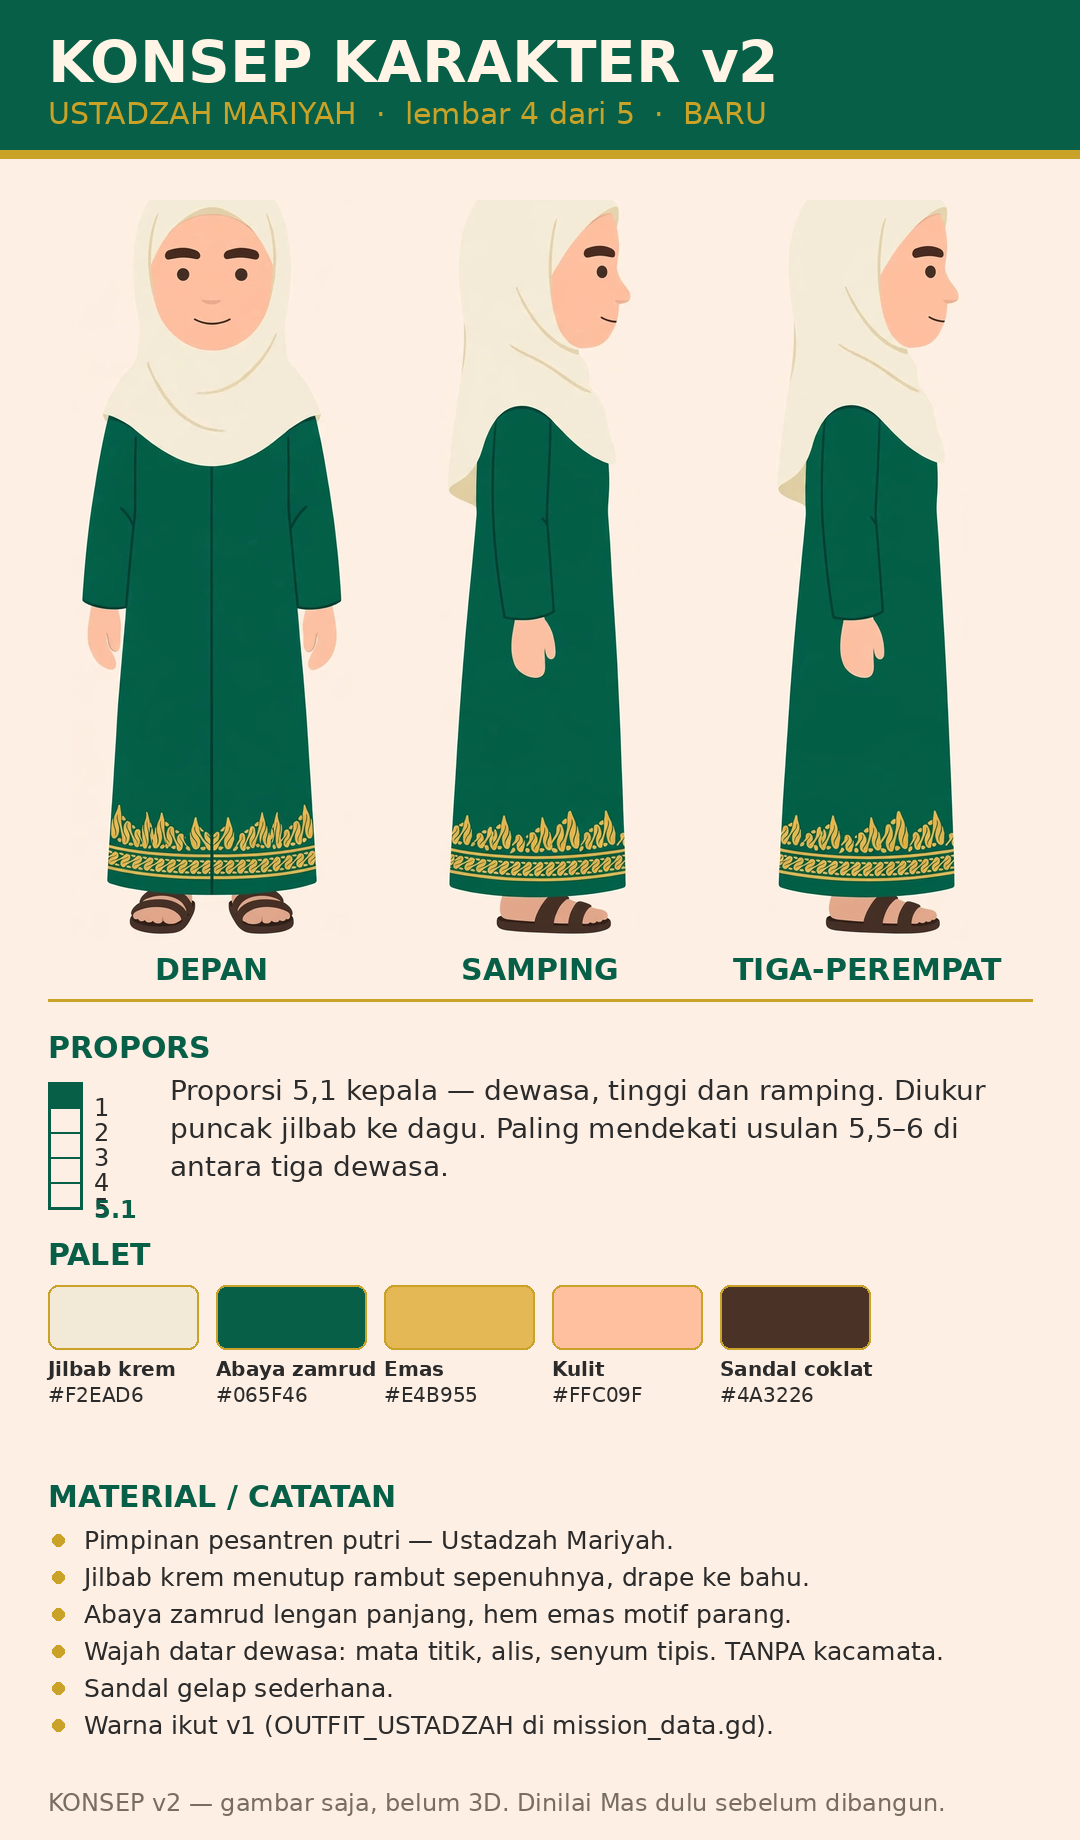 KONSEP KARAKTER v2
USTADZAH MARIYAH · lembar 4 dari 5 · BARU
DEPAN
SAMPING
TIGA-PEREMPAT
PROPORS
1
2
3
4
5.1
Proporsi 5,1 kepala — dewasa, tinggi dan ramping. Diukur
puncak jilbab ke dagu. Paling mendekati usulan 5,5–6 di
antara tiga dewasa.
PALET
Jilbab krem
#F2EAD6
Abaya zamrud
#065F46
Emas
#E4B955
Kulit
#FFC09F
Sandal coklat
#4A3226
MATERIAL / CATATAN
Pimpinan pesantren putri — Ustadzah Mariyah.
Jilbab krem menutup rambut sepenuhnya, drape ke bahu.
Abaya zamrud lengan panjang, hem emas motif parang.
Wajah datar dewasa: mata titik, alis, senyum tipis. TANPA kacamata.
Sandal gelap sederhana.
Warna ikut v1 (OUTFIT_USTADZAH di mission_data.gd).
KONSEP v2 — gambar saja, belum 3D. Dinilai Mas dulu sebelum dibangun.